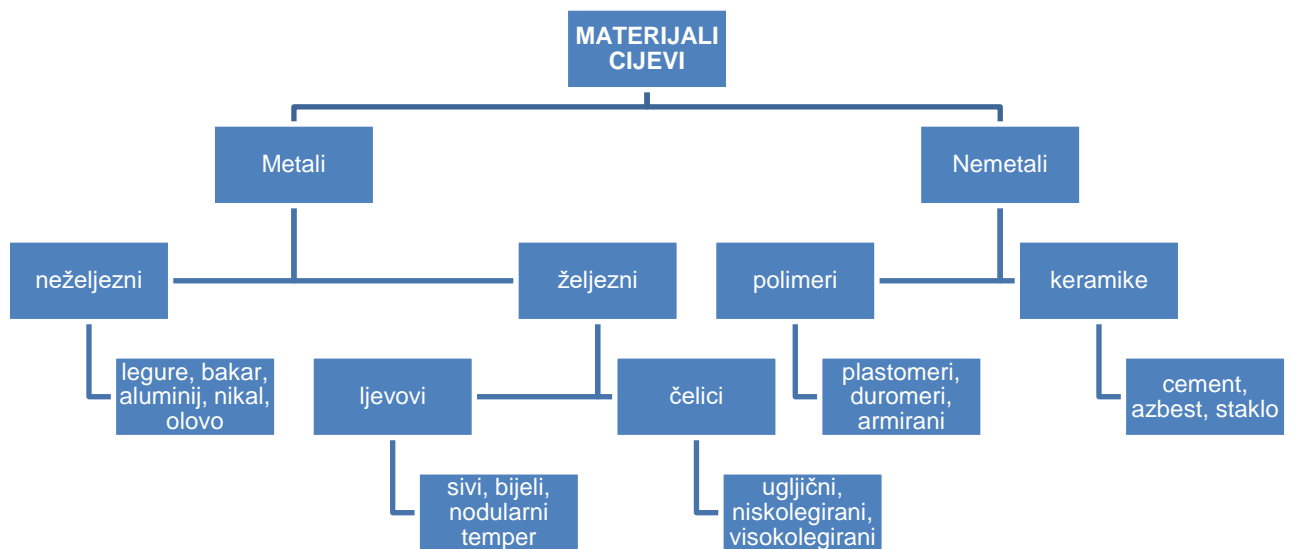 MATERIJALI
CIJEVI
Metali
Nemetali
neželjezni
željezni
polimeri
keramike
legure, bakar,
aluminij, nikal,
olovo
ljevovi
čelici
plastomeri,
duromeri,
armirani
cement,
azbest, staklo
sivi, bijeli,
nodularni
temper
ugljični,
niskolegirani,
visokolegirani